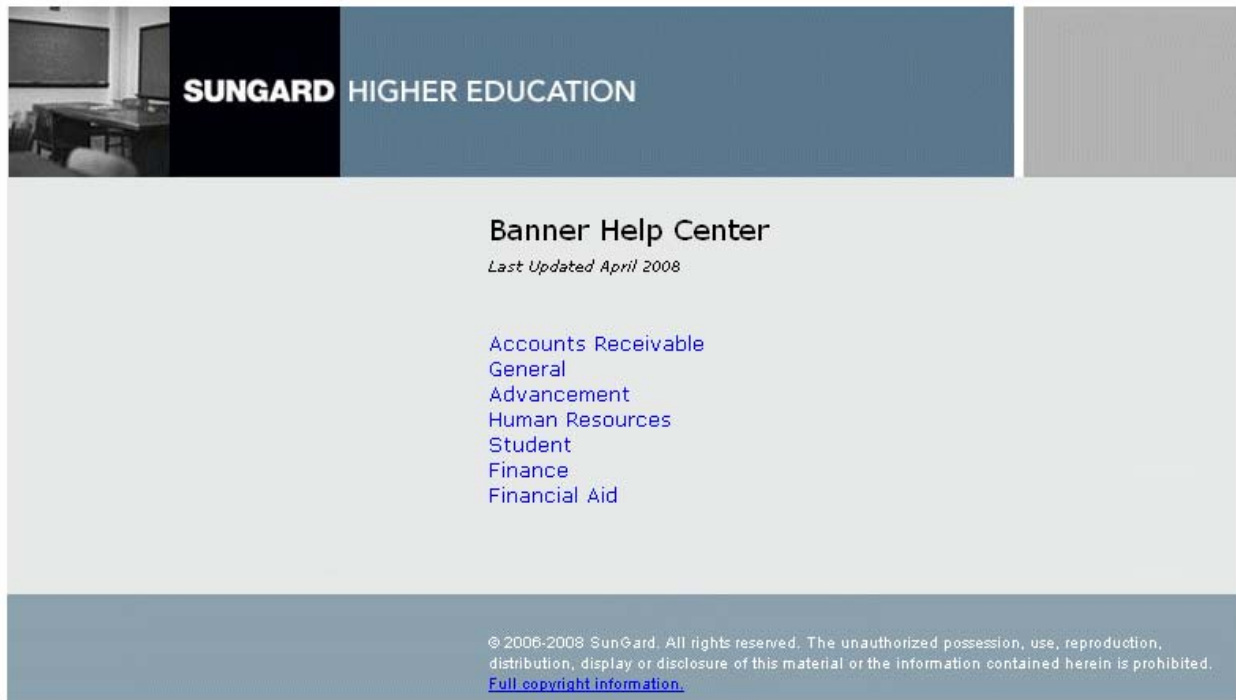 SUNGARD HIGHER EDUCATION
Banner Help Center
Last Updated April 2008
Accounts Receivable
General
Advancement
Human Resources
Student
Finance
Financial Aid
© 2006-2008 SunGard. All rights reserved. The unauthorized possession, use, reproduction,
distribution, display or disclosure of this material or the information contained herein is prohibited.
Full copyright information.